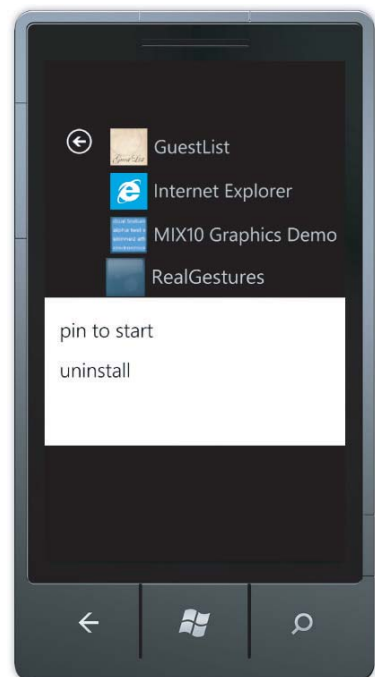 GuestList
Internet Explorer
MIX10 Graphics Demo
RealGestures
pin to start
uninstall